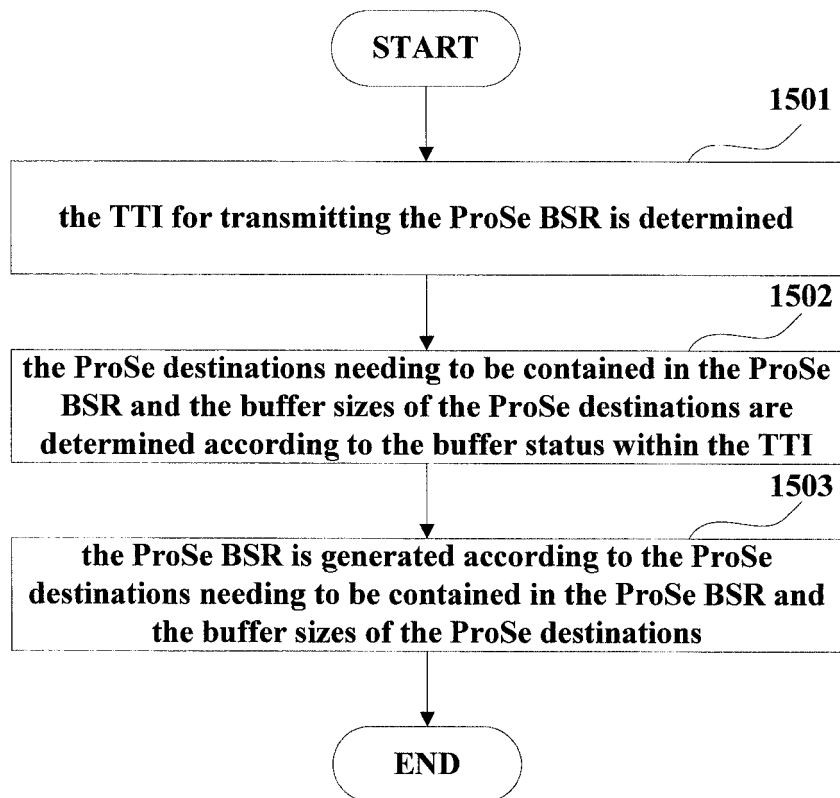 START
1501
the TTI for transmitting the ProSe BSR is determined
1502
the ProSe destinations needing to be contained in the ProSe
BSR and the buffer sizes of the ProSe destinations are
determined according to the buffer status within the TTI
1503
the ProSe BSR is generated according to the ProSe
destinations needing to be contained in the ProSe BSR and
the buffer sizes of the ProSe destinations
END